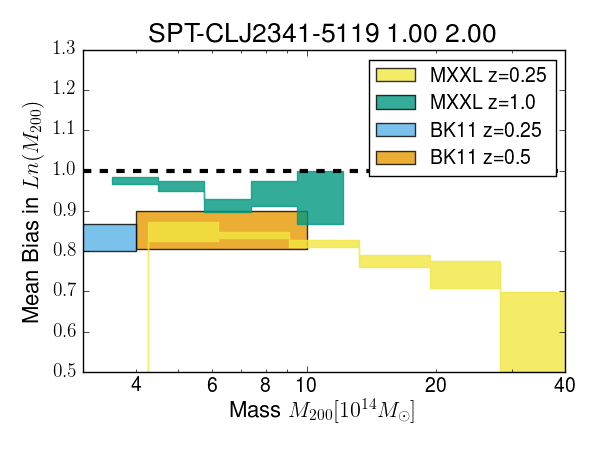 SPT-CLJ2341-5119 1.00 2.00
1.3
1.2
1.1
1.0
0.9
0.8
0.7
0.6
0.5
Mean Bias in Ln(M200)
MXXL z=0.25
MXXL z=1.0
BK11 z=0.25
BK11 z=0.5
4 6 8 10 20 40
Mass M200[10^14 M⊙]